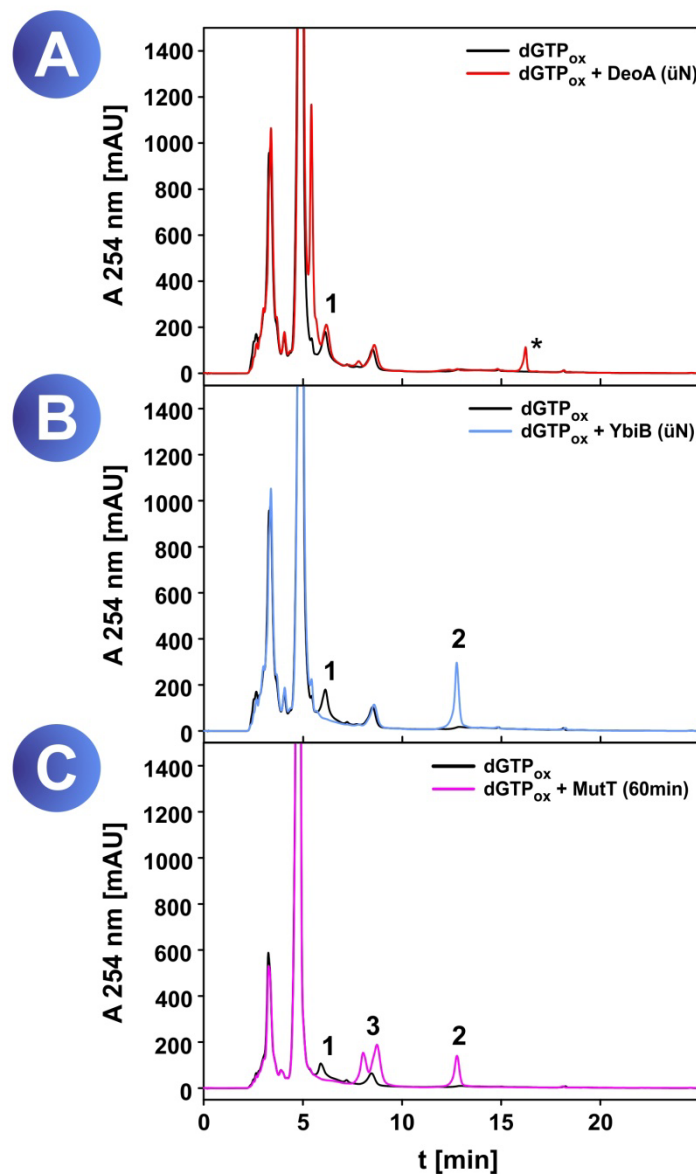 A
1400
1200
1000
800
600
400
200
0
A 254 nm [mAU]
dGTPox
dGTPox + DeoA (üN)
1
*
B
1400
1200
1000
800
600
400
200
0
A 254 nm [mAU]
dGTPox
dGTPox + YbiB (üN)
1
2
C
1400
1200
1000
800
600
400
200
0
A 254 nm [mAU]
dGTPox
dGTPox + MutT (60min)
1
3
2
0 5 10 15 20
t [min]